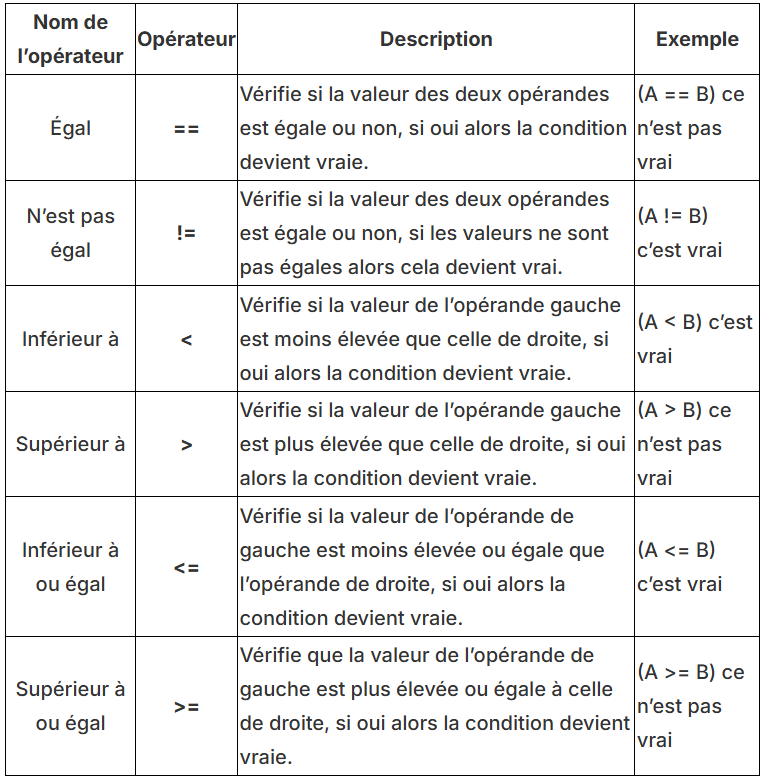 Nom de
l’opérateur
Opérateur
Description
Exemple
Égal
==
Vérifie si la valeur des deux opérandes
est égale ou non, si oui alors la condition
devient vraie.
(A == B) ce
n’est pas
vrai
N’est pas
égal
!=
Vérifie si la valeur des deux opérandes
est égale ou non, si les valeurs ne sont
pas égales alors cela devient vrai.
(A != B)
c’est vrai
Inférieur à
<
Vérifie si la valeur de l’opérande gauche
est moins élevée que celle de droite, si
oui alors la condition devient vraie.
(A < B) c’est
vrai
Supérieur à
>
Vérifie si la valeur de l’opérande gauche
est plus élevée que celle de droite, si oui
alors la condition devient vraie.
(A > B) ce
n’est pas
vrai
Inférieur à
ou égal
<=
Vérifie si la valeur de l’opérande de
gauche est moins élevée ou égale que
l’opérande de droite, si oui alors la
condition devient vraie.
(A <= B)
c’est vrai
Supérieur à
ou égal
>=
Vérifie que la valeur de l’opérande de
gauche est plus élevée ou égale à celle
de droite, si oui alors la condition devient
vraie.
(A >= B) ce
n’est pas
vrai